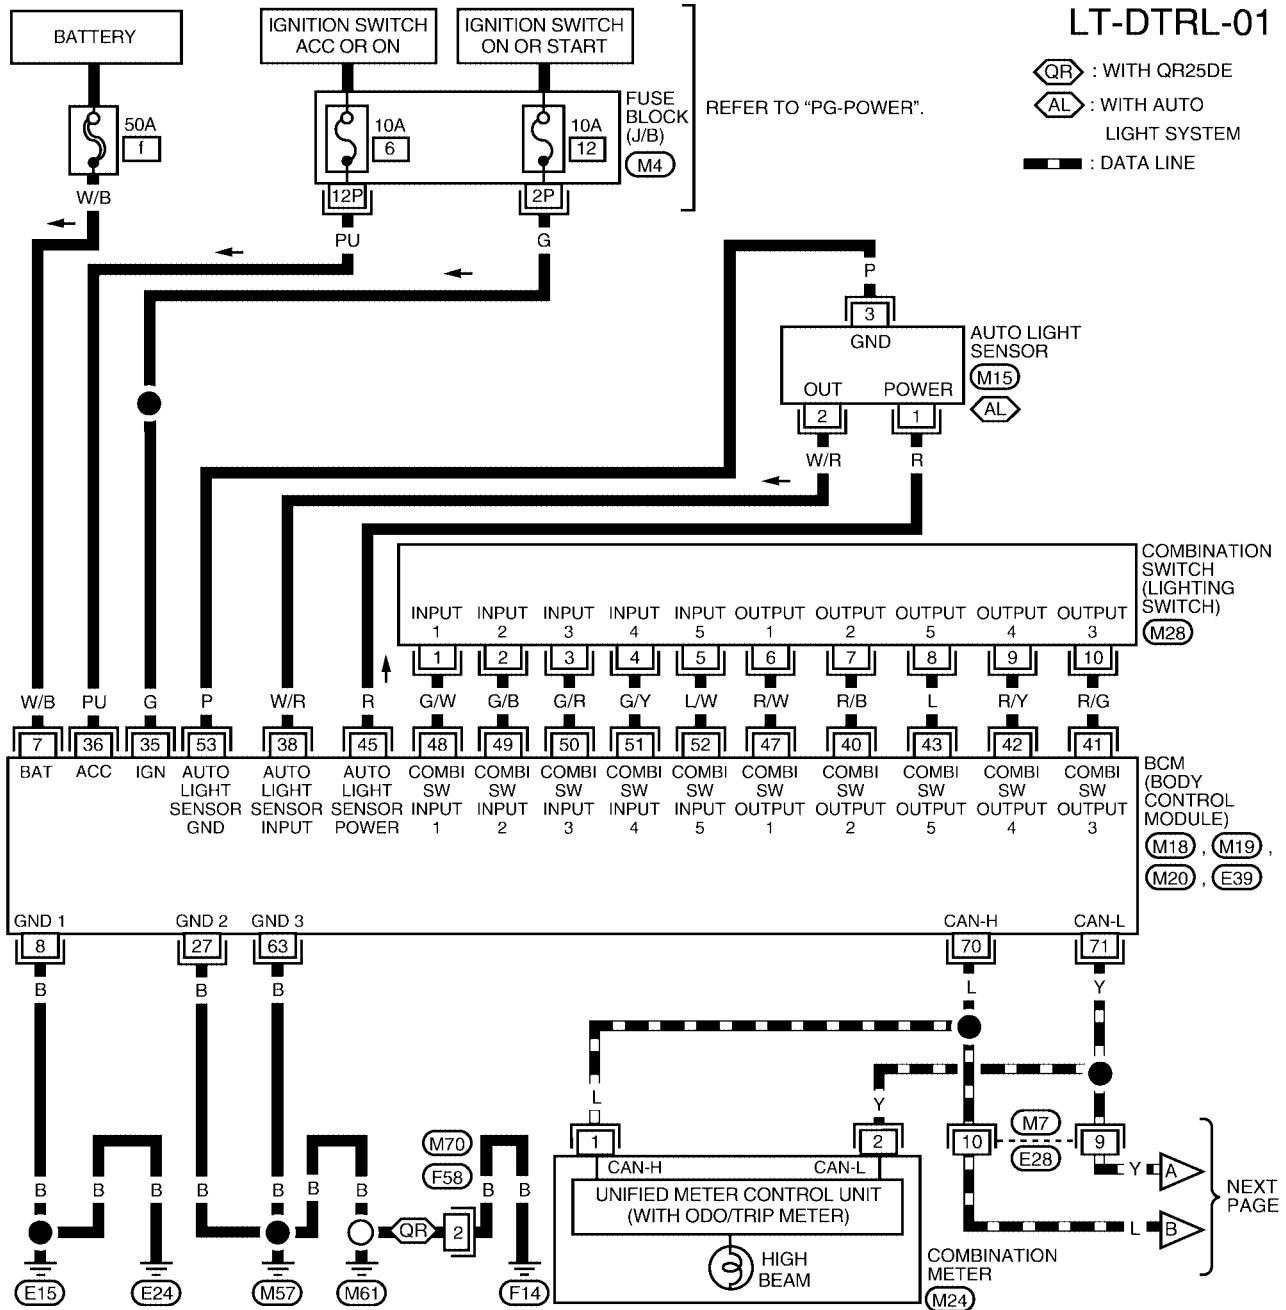 LT-DTRL-01
QR : WITH QR25DE
AL : WITH AUTO
LIGHT SYSTEM
: DATA LINE
BATTERY
IGNITION SWITCH
ACC OR ON
IGNITION SWITCH
ON OR START
50A
f
10A
6
10A
12
FUSE
BLOCK
(J/B)
M4
REFER TO “PG-POWER”.
12P
2P
W/B
PU
G
P
3
GND
AUTO LIGHT
SENSOR
M15
AL
OUT
POWER
2
1
W/R
R
COMBINATION
SWITCH
(LIGHTING
SWITCH)
M28
INPUT INPUT INPUT INPUT INPUT OUTPUT OUTPUT OUTPUT OUTPUT OUTPUT
1 2 3 4 5 1 2 5 4 3
1 2 3 4 5 6 7 8 9 10
W/B PU G P W/R R G/W G/B G/R G/Y L/W R/W R/B L R/Y R/G
7 36 35 53 38 45 48 49 50 51 52 47 40 43 42 41
BAT ACC IGN AUTO AUTO AUTO COMBI COMBI COMBI COMBI COMBI COMBI COMBI COMBI COMBI COMBI
LIGHT LIGHT LIGHT SW SW SW SW SW SW SW SW SW SW
SENSOR SENSOR SENSOR INPUT INPUT INPUT INPUT INPUT OUTPUT OUTPUT OUTPUT OUTPUT OUTPUT
GND INPUT POWER 1 2 3 4 5 1 2 5 4 3
BCM
(BODY
CONTROL
MODULE)
M18 , M19 ,
M20 , E39
GND 1 GND 2 GND 3 CAN-H CAN-L
8 27 63 70 71
B B B L Y
L
Y
1
2
10
9
M7
E28
Y A
L B
NEXT
PAGE
M70
F58
B B B B B B B B
QR
2
CAN-H CAN-L
UNIFIED METER CONTROL UNIT
(WITH ODO/TRIP METER)
HIGH
BEAM
COMBINATION
METER
M24
E15 E24 M57 M61 F14